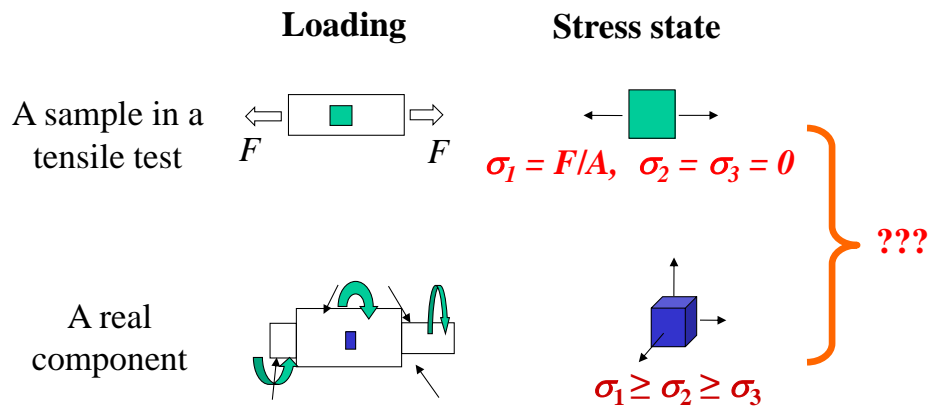 Loading
Stress state
A sample in a
tensile test
F
F
σ1 = F/A, σ2 = σ3 = 0
???
A real
component
σ1 ≥ σ2 ≥ σ3